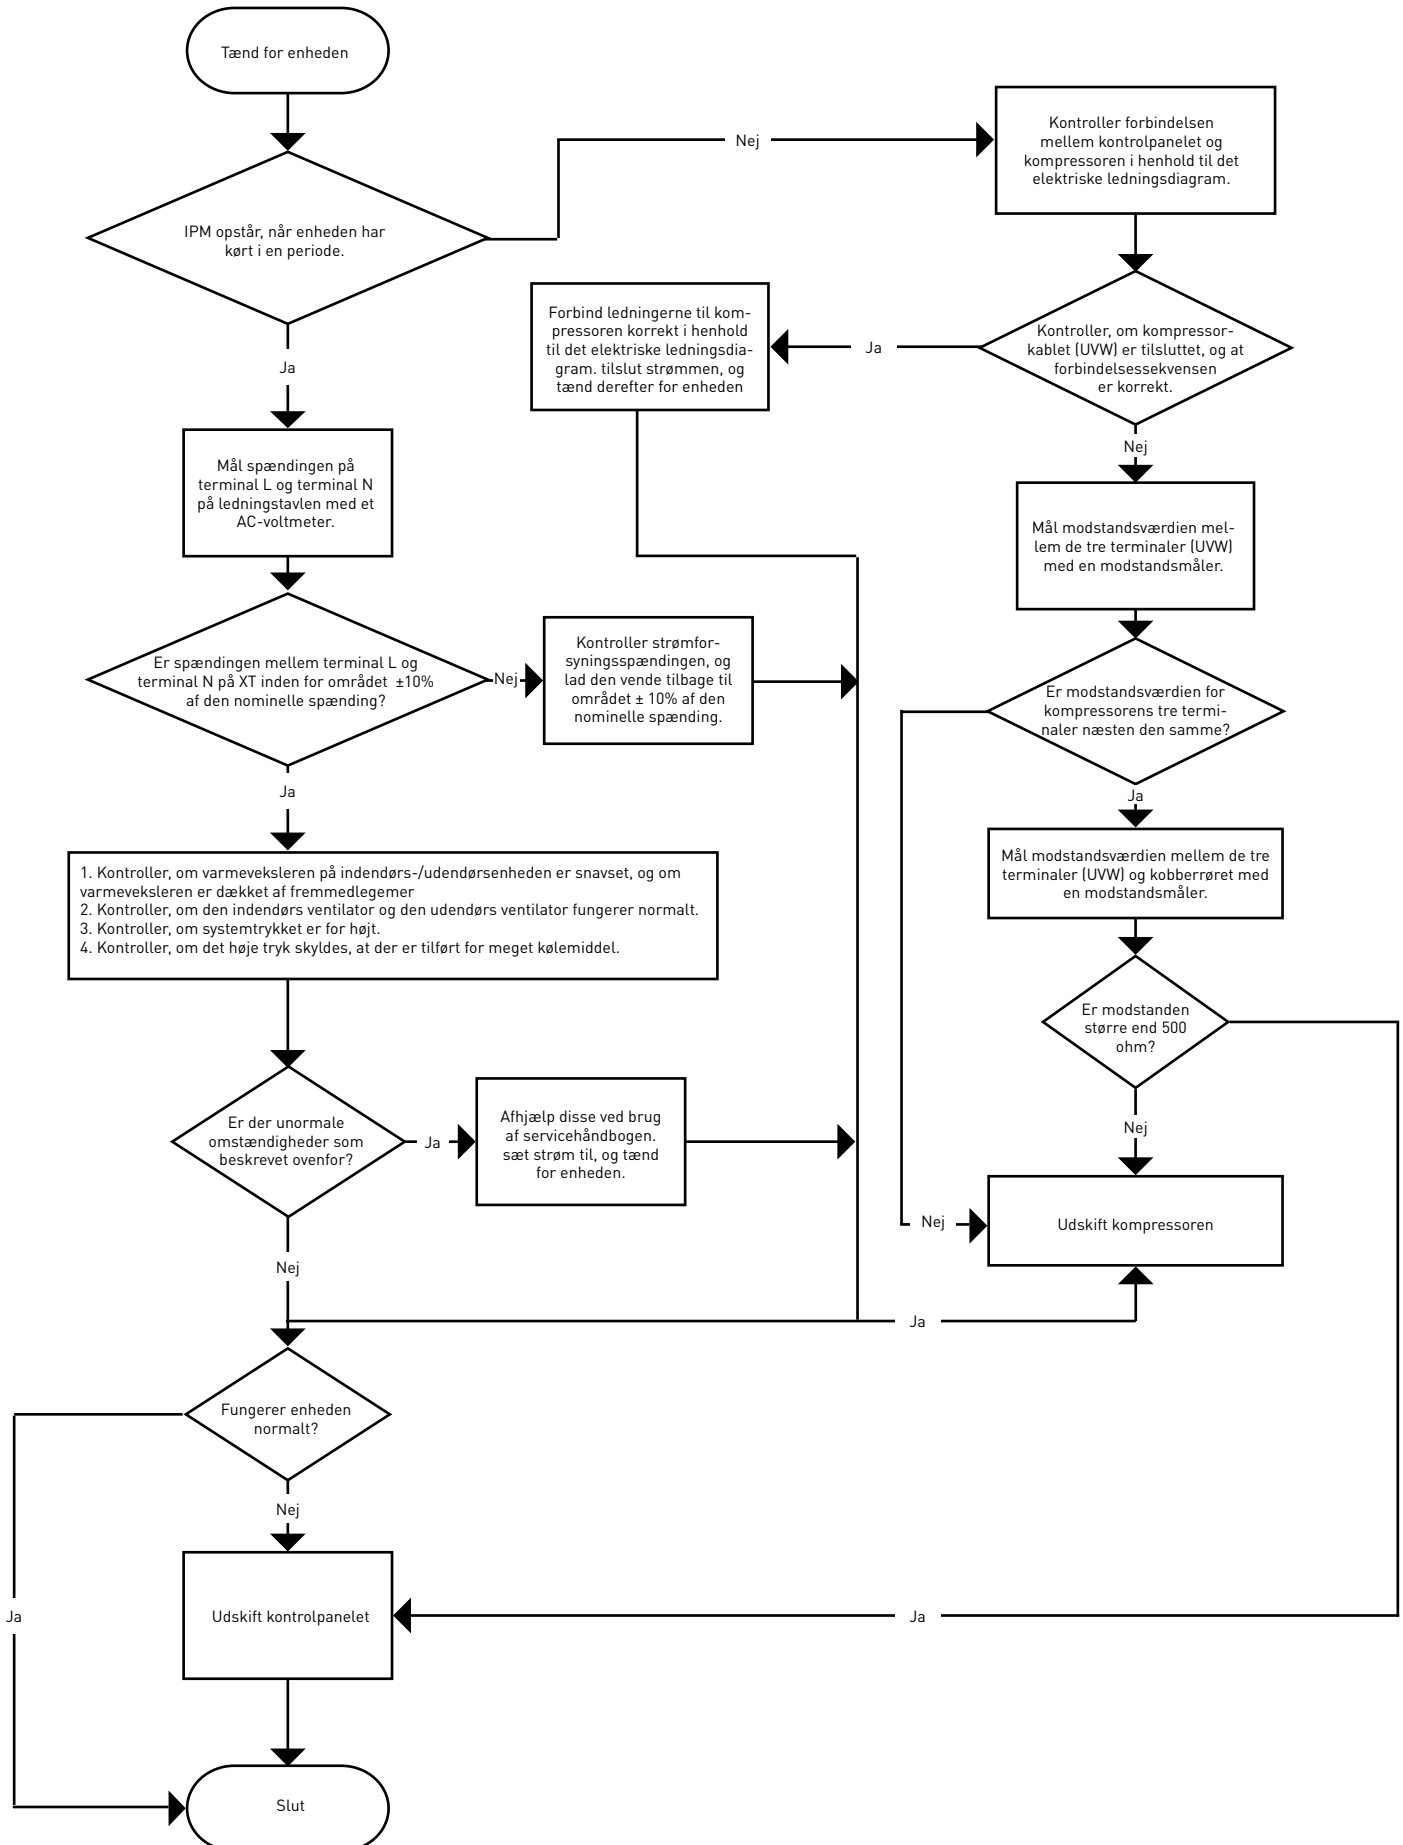 Tænd for enheden
IPM opstår, når enheden har
kørt i en periode.
Nej
Kontroller forbindelsen
mellem kontrolpanelet og
kompressoren i henhold til det
elektriske ledningsdiagram.
Ja
Forbind ledningerne til kom-
pressoren korrekt i henhold
til det elektriske ledningsdia-
gram. tilslut strømmen, og
tænd derefter for enheden
Ja
Kontroller, om kompressor-
kablet (UVW) er tilsluttet, og at
forbindelsessekvensen
er korrekt.
Nej
Mål spændingen på
terminal L og terminal N
på ledningstavlen med et
AC-voltmeter.
Mål modstandsværdien mel-
lem de tre terminaler (UVW)
med en modstandsmåler.
Er spændingen mellem terminal L og
terminal N på XT inden for området ±10%
af den nominelle spænding?
Nej
Kontroller strømfor-
syningsspændingen, og
lad den vende tilbage til
området ± 10% af den
nominelle spænding.
Er modstandsværdien for
kompressorens tre termi-
naler næsten den samme?
Ja
Ja
1. Kontroller, om varmeveksleren på indendørs-/udendørsenheden er snavset, og om
varmeveksleren er dækket af fremmedlegemer
2. Kontroller, om den indendørs ventilator og den udendørs ventilator fungerer normalt.
3. Kontroller, om systemtrykket er for højt.
4. Kontroller, om det høje tryk skyldes, at der er tilført for meget kølemiddel.
Mål modstandsværdien mellem de tre
terminaler (UVW) og kobberrøret med
en modstandsmåler.
Er modstanden
større end 500
ohm?
Er der unormale
omstændigheder som
beskrevet ovenfor?
Ja
Afhjælp disse ved brug
af servicehåndbogen.
sæt strøm til, og tænd
for enheden.
Nej
Nej
Udskift kompressoren
Nej
Ja
Fungerer enheden
normalt?
Nej
Ja
Udskift kontrolpanelet
Ja
Slut